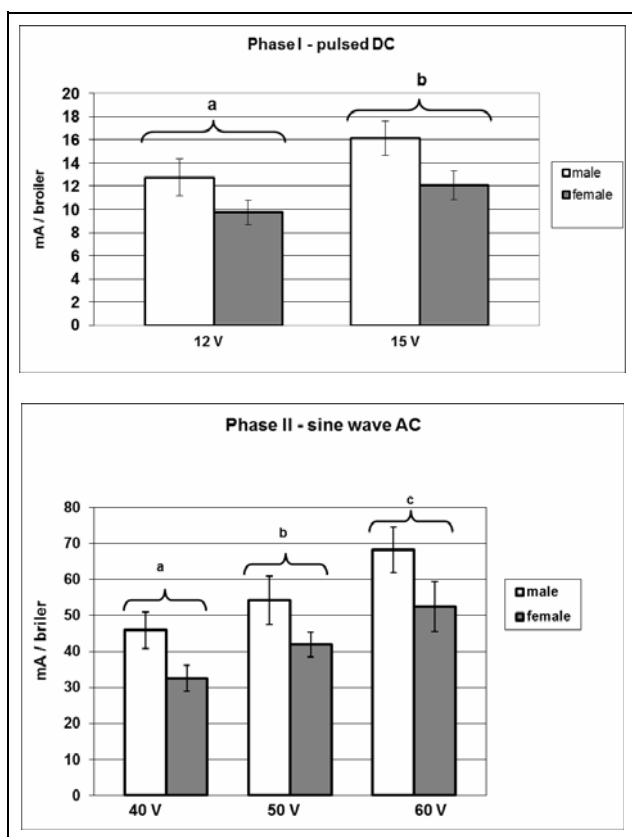 Phase I - pulsed DC
a
b
20
18
16
14
12
10
8
6
4
2
0
mA / broiler
12 V
15 V
male
female
Phase II - sine wave AC
a
b
c
80
70
60
50
40
30
20
10
0
mA / briler
40 V
50 V
60 V
male
female